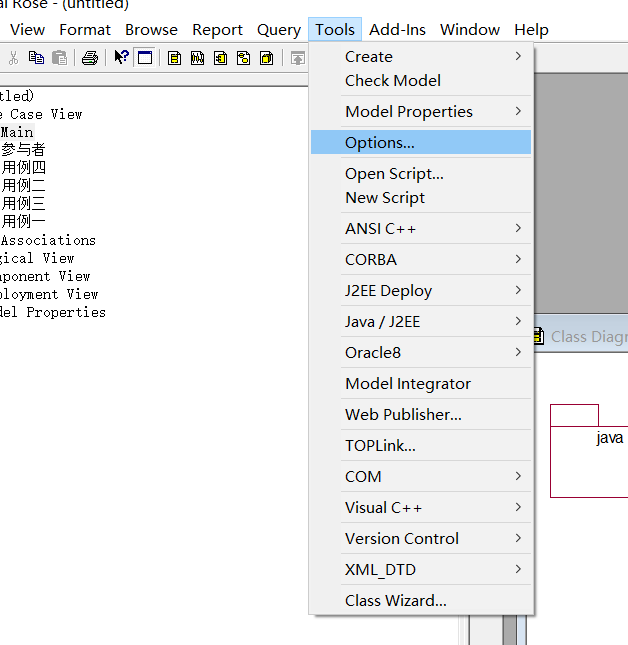 al Rose - (untitled)
View Format Browse Report Query Tools Add-Ins Window Help
tled)
e Case View
Main
参与者
用例四
用例二
用例三
用例一
Associations
gical View
mponent View
ployment View
del Properties
Create
Check Model
Model Properties
Options...
Open Script...
New Script
ANSI C++
CORBA
J2EE Deploy
Java / J2EE
Oracle8
Model Integrator
Web Publisher...
TOPLink...
COM
Visual C++
Version Control
XML_DTD
Class Wizard...
Class Diagr
java